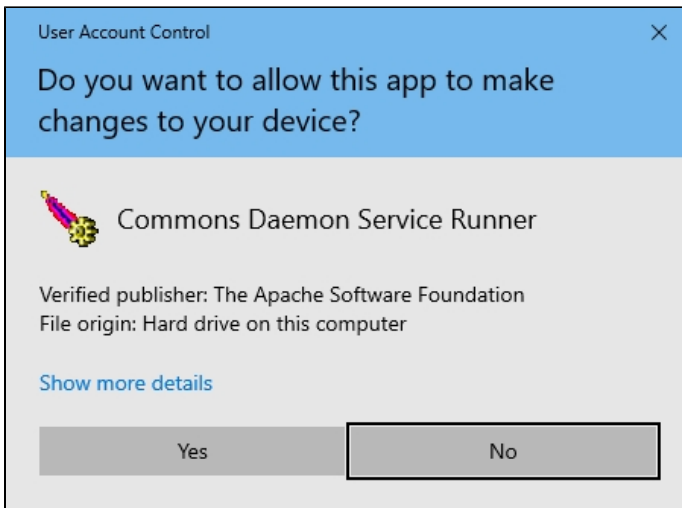 User Account Control
Do you want to allow this app to make
changes to your device?
Commons Daemon Service Runner
Verified publisher: The Apache Software Foundation
File origin: Hard drive on this computer
Show more details
Yes
No